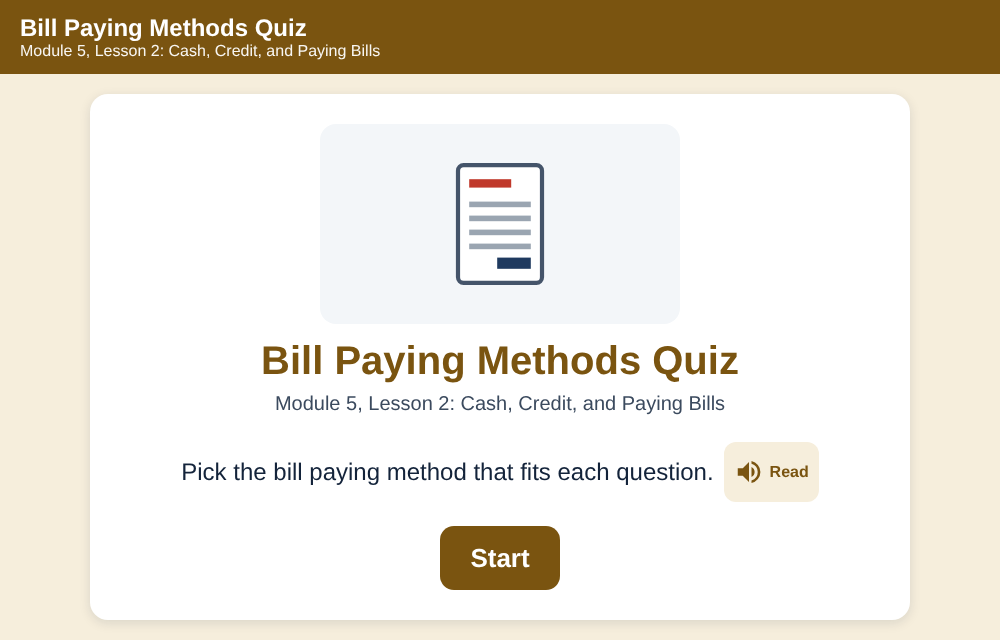 Bill Paying Methods Quiz
Module 5, Lesson 2: Cash, Credit, and Paying Bills
Bill Paying Methods Quiz
Module 5, Lesson 2: Cash, Credit, and Paying Bills
Pick the bill paying method that fits each question. Read
Start